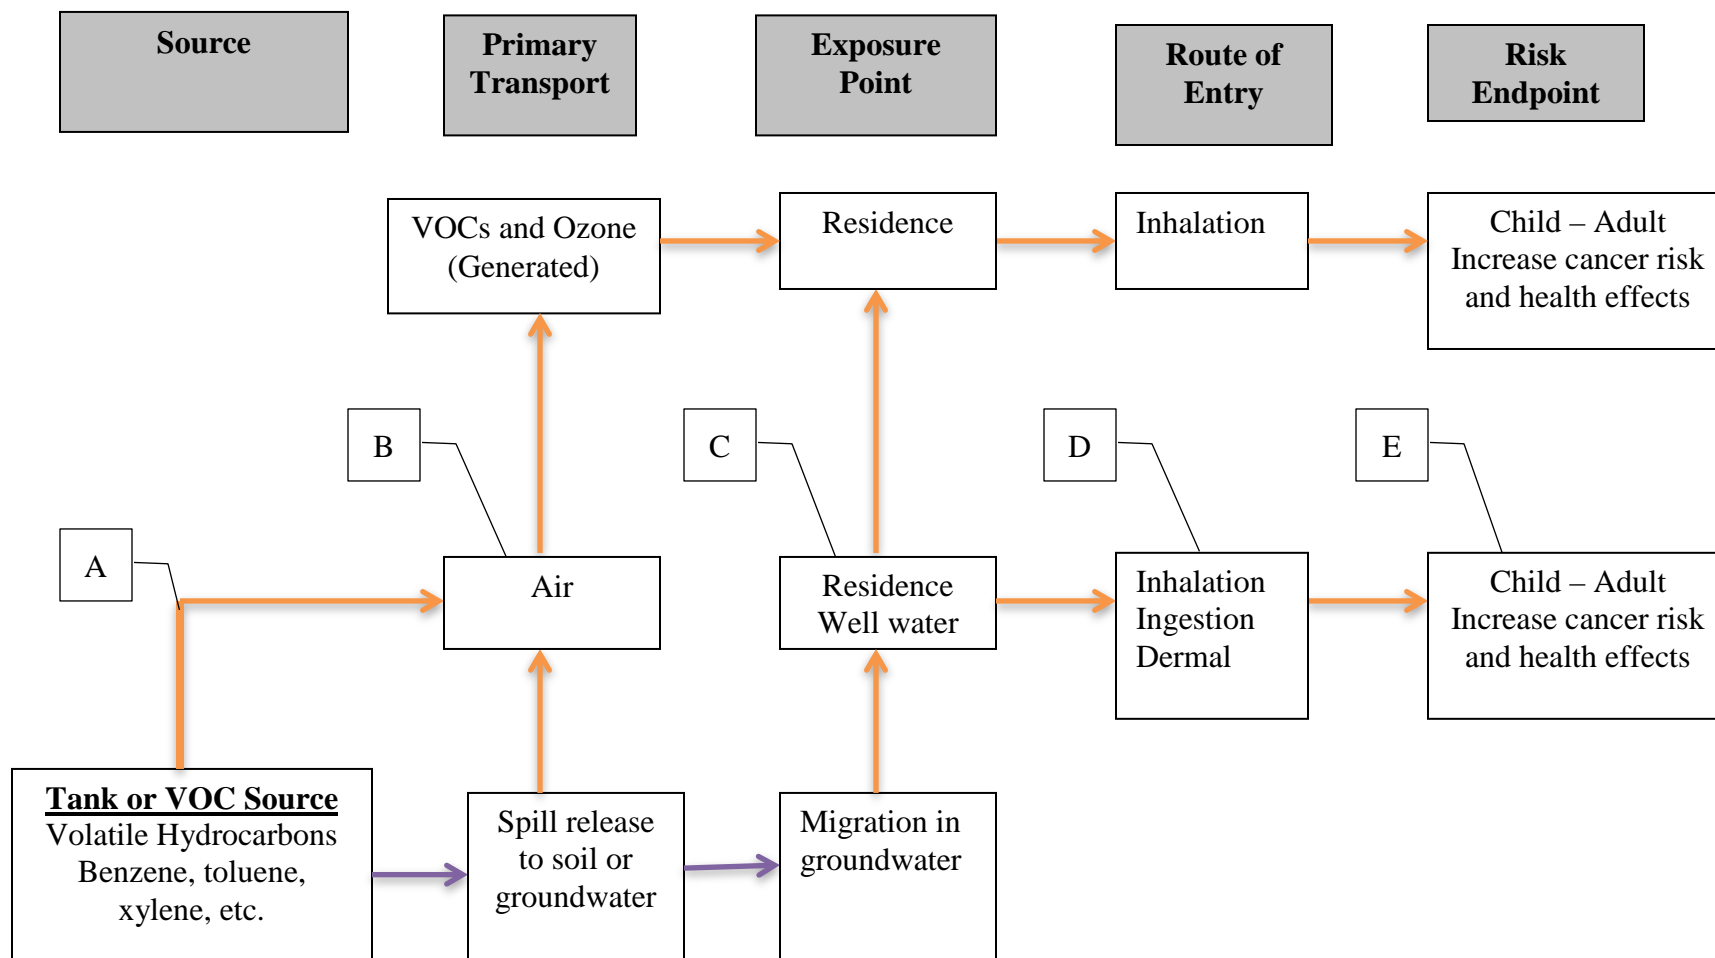 Source
Primary
Transport
Exposure
Point
Route of
Entry
Risk
Endpoint
VOCs and Ozone
(Generated)
Residence
Inhalation
Child – Adult
Increase cancer risk
and health effects
B
C
D
E
A
Air
Residence
Well water
Inhalation
Ingestion
Dermal
Child – Adult
Increase cancer risk
and health effects
Tank or VOC Source
Volatile Hydrocarbons
Benzene, toluene,
xylene, etc.
Spill release
to soil or
groundwater
Migration in
groundwater